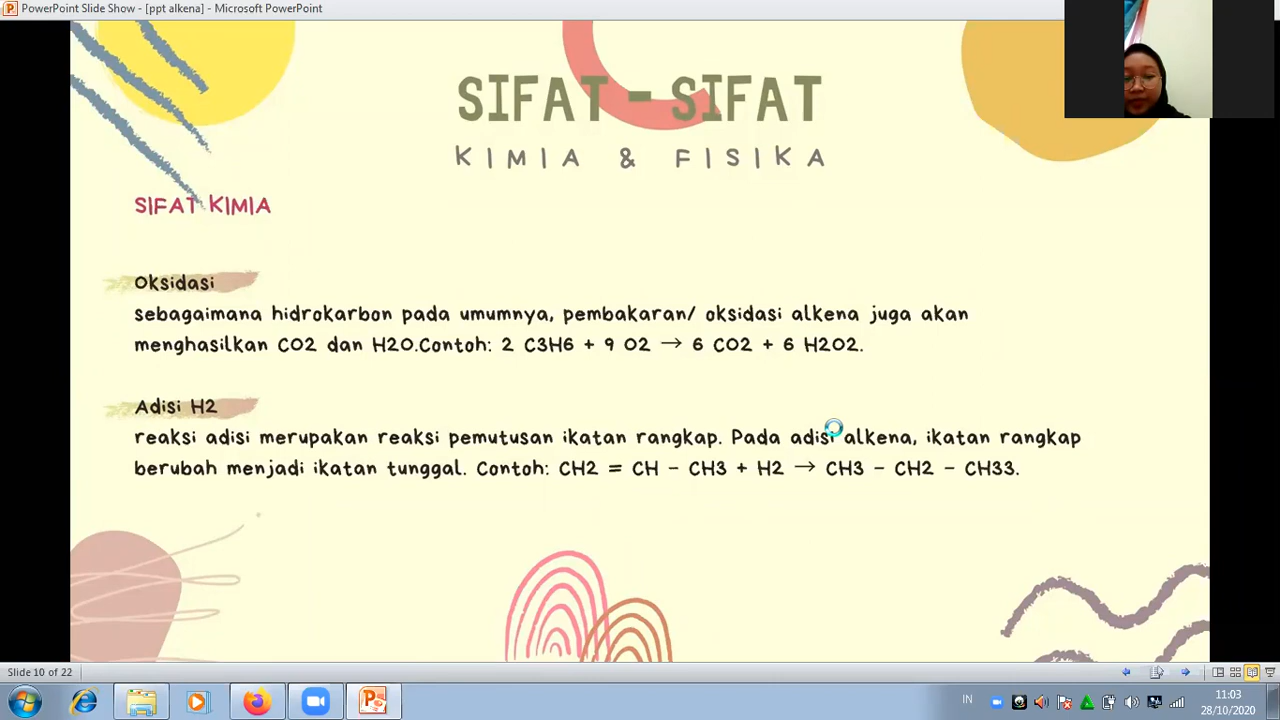 PowerPoint Slide Show - [ppt alkena] - Microsoft PowerPoint
SIFAT - SIFAT
KIMIA & FISIKA
SIFAT KIMIA
Oksidasi
sebagaimana hidrokarbon pada umumnya, pembakaran/ oksidasi alkena juga akan
menghasilkan CO2 dan H2O.Contoh: 2 C3H6 + 9 O2 → 6 CO2 + 6 H2O2.
Adisi H2
reaksi adisi merupakan reaksi pemutusan ikatan rangkap. Pada adisi alkena, ikatan rangkap
berubah menjadi ikatan tunggal. Contoh: CH2 = CH - CH3 + H2 → CH3 - CH2 - CH33.
Slide 10 of 22
IN
11:03
28/10/2020